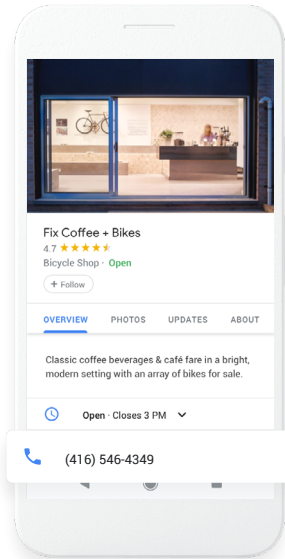 Fix Coffee + Bikes
4.7
Bicycle Shop · Open
+ Follow
OVERVIEW PHOTOS UPDATES ABOUT
Classic coffee beverages & café fare in a bright,
modern setting with an array of bikes for sale.
Open · Closes 3 PM
(416) 546-4349